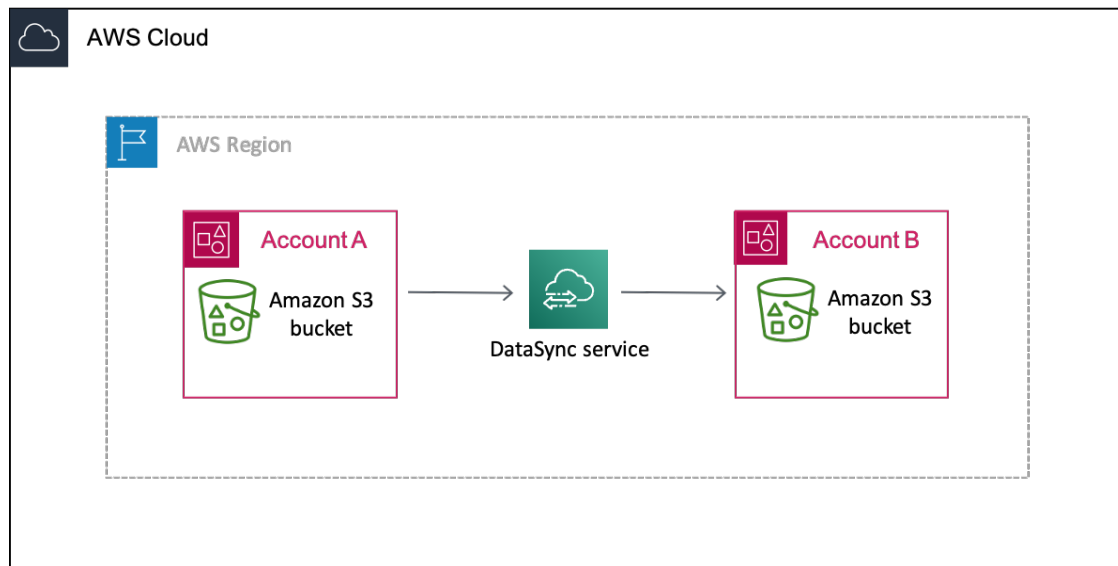 AWS Cloud
AWS Region
Account A
Amazon S3
bucket
DataSync service
Account B
Amazon S3
bucket